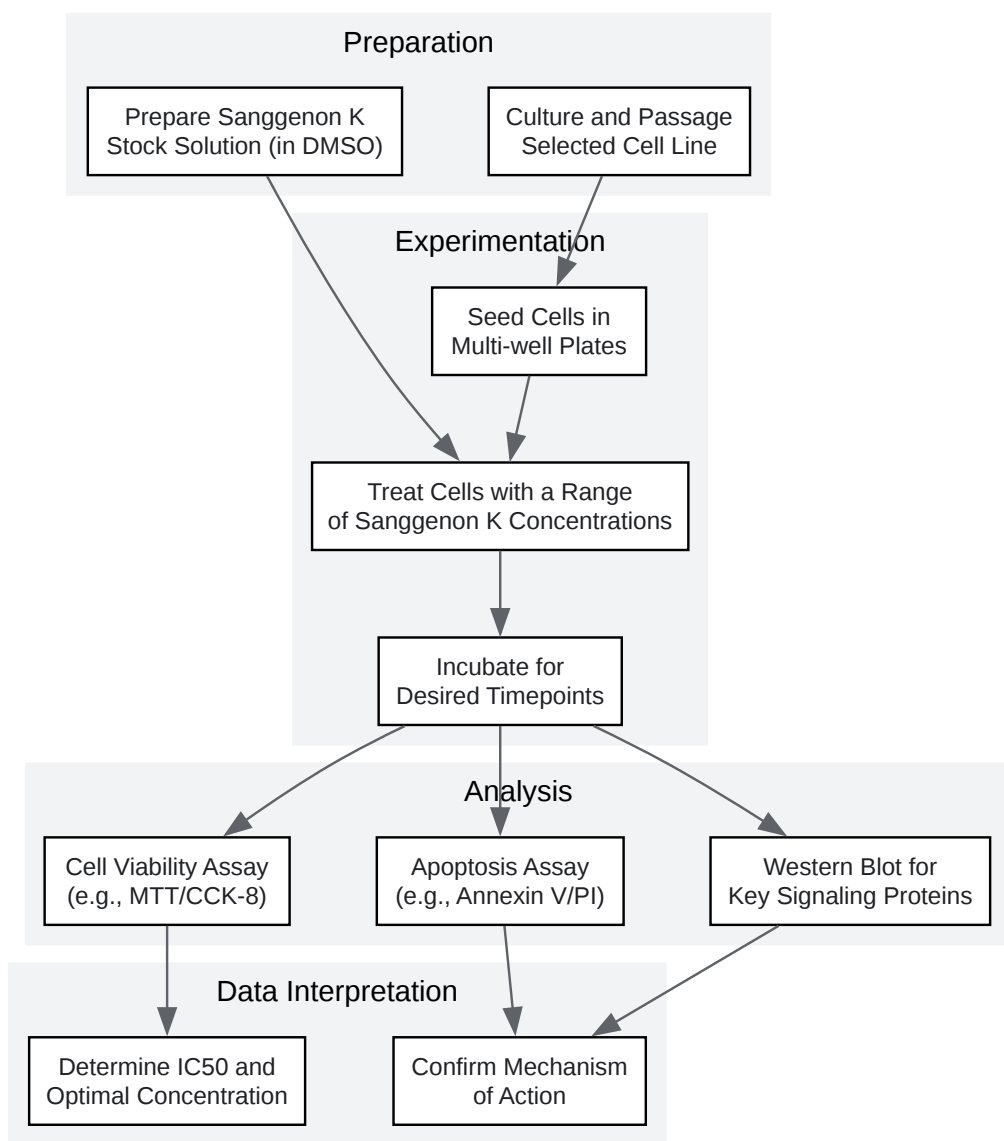 Preparation
Prepare Sanggenon K
Stock Solution (in DMSO)
Culture and Passage
Selected Cell Line
Experimentation
Seed Cells in
Multi-well Plates
Treat Cells with a Range
of Sanggenon K Concentrations
Incubate for
Desired Timepoints
Analysis
Cell Viability Assay
(e.g., MTT/CCK-8)
Apoptosis Assay
(e.g., Annexin V/PI)
Western Blot for
Key Signaling Proteins
Data Interpretation
Determine IC50 and
Optimal Concentration
Confirm Mechanism
of Action